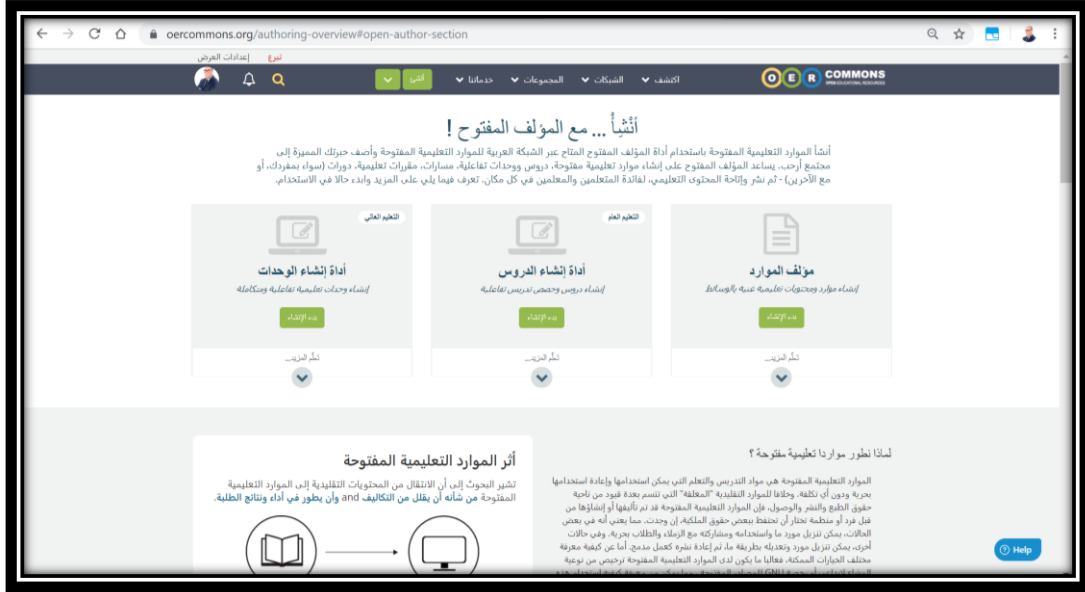 oercommons.org/authoring-overview#open-author-section
تبرع إعدادات العرض
OER COMMONS
OPEN EDUCATIONAL RESOURCES
اكتشف الشبكات المجموعات خدماتنا أنشئ
أنْشِأْ ... مع المؤلف المفتوح !
أنشأ الموارد التعليمية المفتوحة باستخدام أداة المؤلف المفتوح المتاح عبر الشبكة العربية للموارد التعليمية المفتوحة وأضف خبرتك المميزة إلى
مجتمع أرحب. يساعد المؤلف المفتوح على إنشاء موارد تعليمية مفتوحة، دروس ووحدات تفاعلية، مسارات، مقررات تعليمية، دورات (سواء بمفردك، أو
مع الآخرين) - ثم نشر وإتاحة المحتوى التعليمي، لفائدة المتعلمين والمعلمين في كل مكان. تعرف فيما يلي على المزيد وابدء حالا في الاستخدام.
مؤلف الموارد
إنشاء موارد ومحتويات تعليمية غنية بالوسائط
بدء الإنشاء
تعلّم المزيد...
التعليم العام
أداة إنشاء الدروس
إنشاء دروس وحصص تدريس تفاعلية
بدء الإنشاء
تعلّم المزيد...
التعليم العالي
أداة إنشاء الوحدات
إنشاء وحدات تعليمية تفاعلية ومتكاملة
بدء الإنشاء
تعلّم المزيد...
لماذا نطور مواردا تعليمية مفتوحة ؟
الموارد التعليمية المفتوحة هي مواد التدريس والتعلم التي يمكن استخدامها وإعادة استخدامها
بحرية ودون أي تكلفة. وخلافا للموارد التقليدية "المغلقة" التي تتسم بعدة قيود من ناحية
حقوق الطبع والنشر والوصول، فإن الموارد التعليمية المفتوحة قد تم تأليفها أو إنشاؤها من
قبل فرد أو منظمة تختار أن تحتفظ ببعض حقوق الملكية، إن وجدت. مما يعني أنه في بعض
الحالات، يمكن تنزيل مورد ما واستخدامه ومشاركته مع الزملاء والطلاب بحرية. وفي حالات
أخرى، يمكن تنزيل مورد وتعديله بطريقة ما، ثم إعادة نشره كعمل مدمج. أما عن كيفية معرفة
مختلف الخيارات الممكنة، فغالبا ما يكون لدى الموارد التعليمية المفتوحة ترخيص من نوعية
أثر الموارد التعليمية المفتوحة
تشير البحوث إلى أن الانتقال من المحتويات التقليدية إلى الموارد التعليمية
المفتوحة من شأنه أن يقلل من التكاليف and وأن يطور في أداء ونتائج الطلبة.
Help